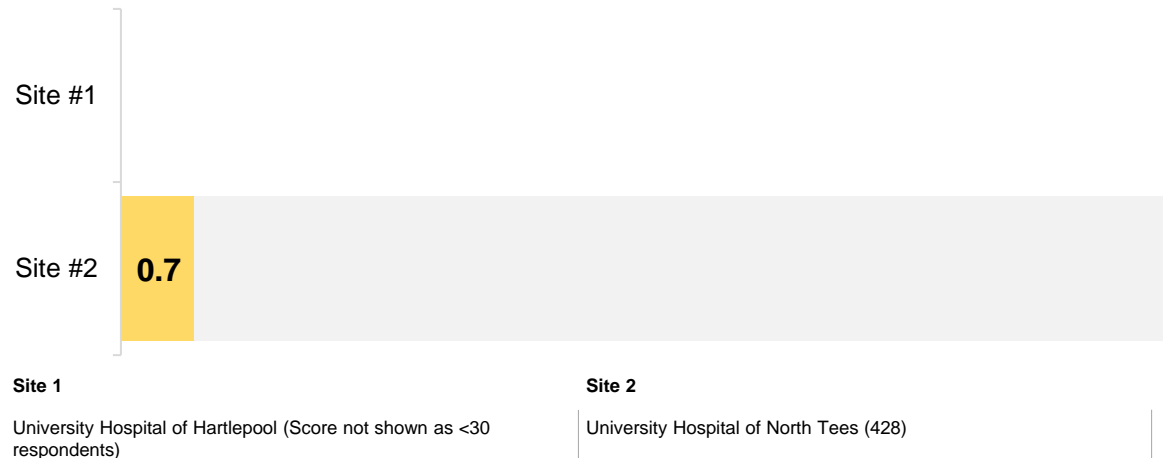 Site #1
Site #2
0.7
Site 1
Site 2
University Hospital of Hartlepool (Score not shown as <30
respondents)
University Hospital of North Tees (428)